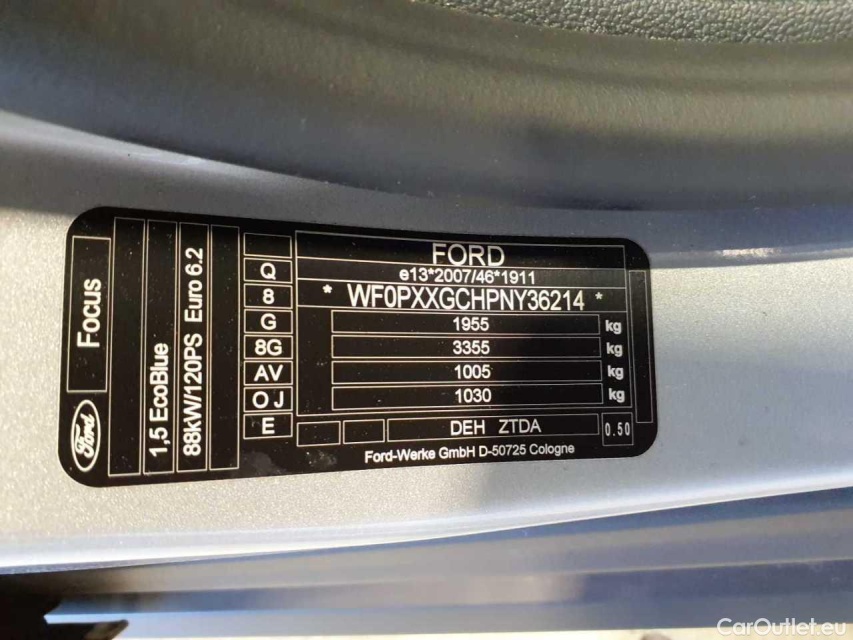 Focus
Ford
1,5 EcoBlue
88kW/120PS Euro 6.2
Q
8
G
8G
AV
OJ
E
FORD
e13*2007/46*1911
* WF0PXXGCHPNY36214 *
1955 kg
3355 kg
1005 kg
1030 kg
DEH ZTDA 0.50
Ford-Werke GmbH D-50725 Cologne
CarOutlet.eu